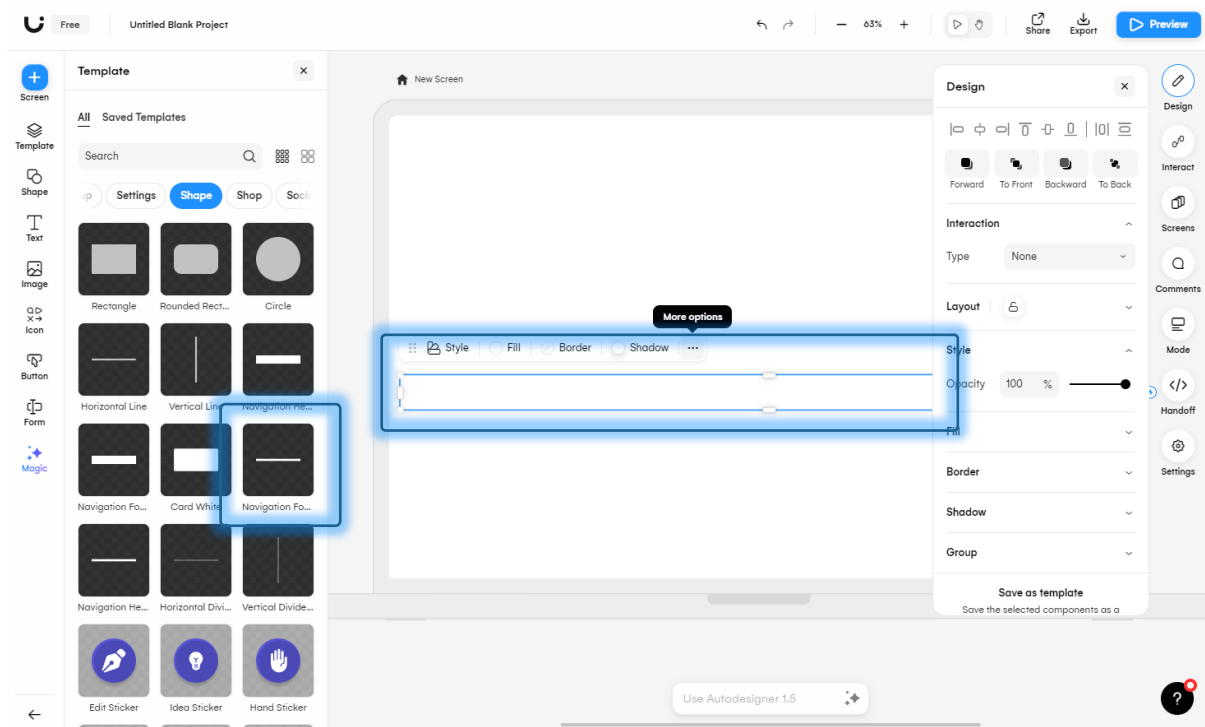 Free
Untitled Blank Project
63%
Share
Export
Preview
Screen
Template
Shape
Text
Image
Icon
Button
Form
Magic
Template
All
Saved Templates
Search
Settings
Shape
Shop
Rectangle
Rounded Rect...
Circle
Horizontal Line
Vertical Line
Navigation He...
Navigation Fo...
Card White
Navigation Fo...
Navigation He...
Horizontal Divi...
Vertical Divide...
Edit Sticker
Idea Sticker
Hand Sticker
New Screen
More options
Style
Fill
Border
Shadow
Use Autodesigner 1.5
Design
Forward
To Front
Backward
To Back
Interaction
Type
None
Layout
Style
Opacity
100
%
Fill
Border
Shadow
Group
Save as template
Save the selected components as a
Design
Interact
Screens
Comments
Mode
Handoff
Settings
?